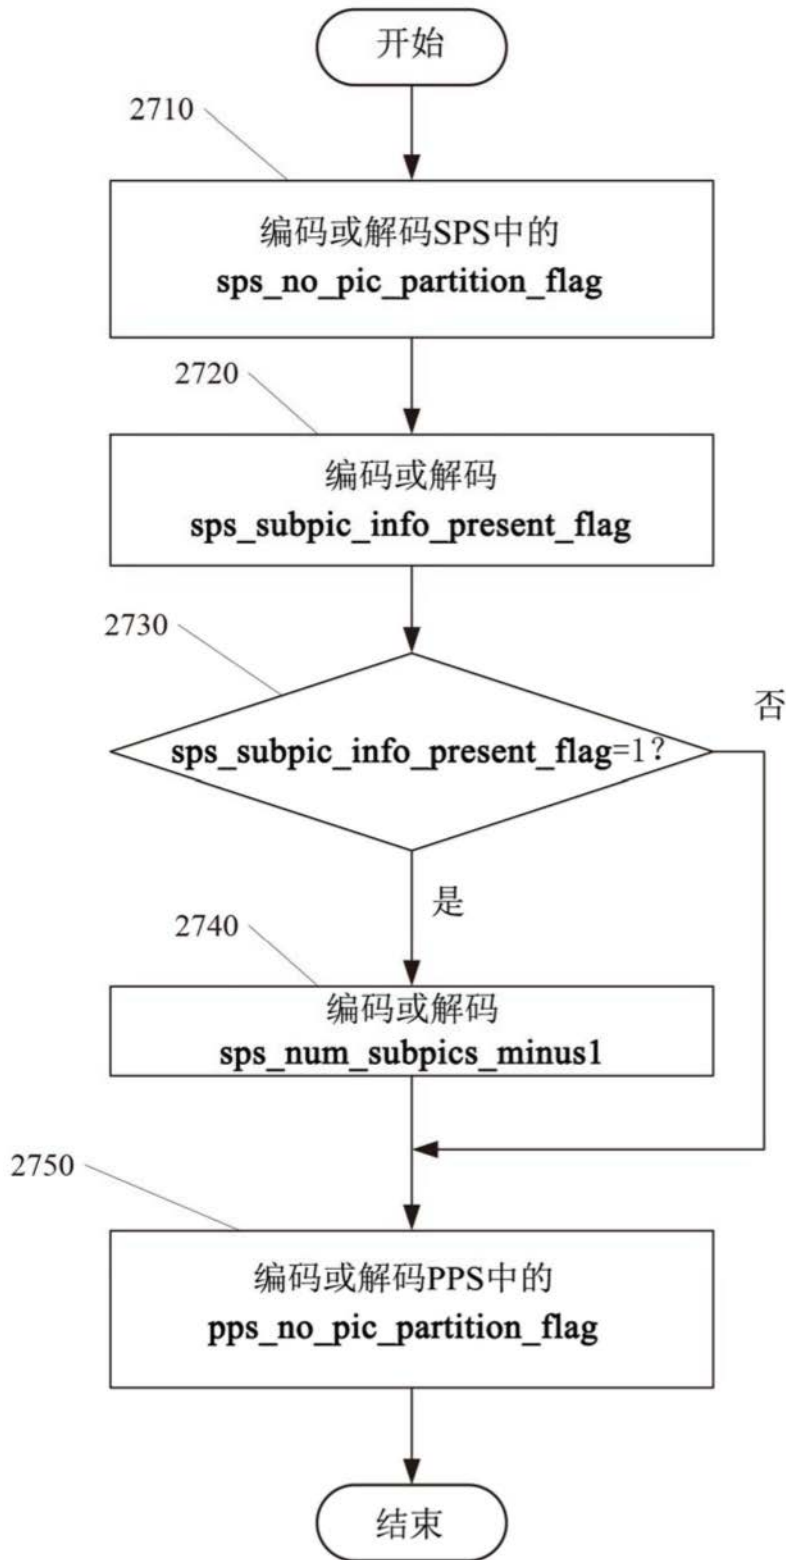 开始
2710
编码或解码SPS中的
sps_no_pic_partition_flag
2720
编码或解码
sps_subpic_info_present_flag
2730
否
sps_subpic_info_present_flag=1?
是
2740
编码或解码
sps_num_subpics_minus1
2750
编码或解码PPS中的
pps_no_pic_partition_flag
结束